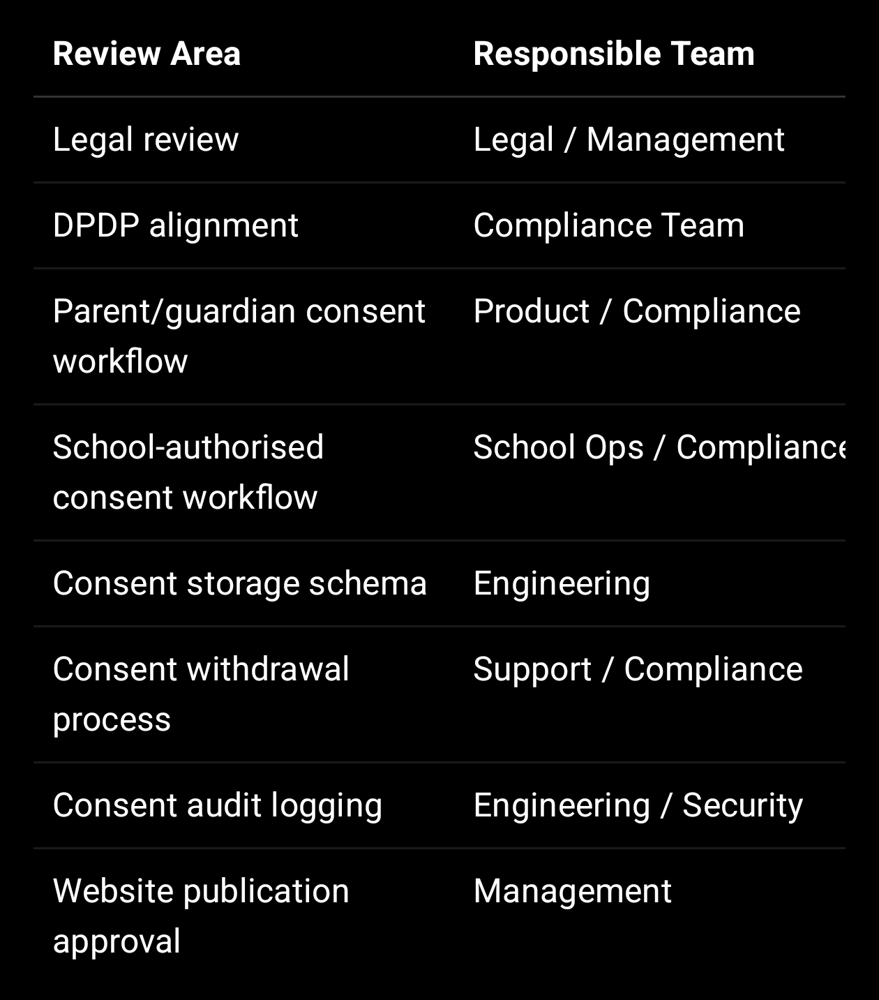 Review Area Responsible Team
Legal review Legal / Management
DPDP alignment Compliance Team
Parent/guardian consent Product / Compliance
workflow
School-authorised School Ops / Compliance
consent workflow
Consent storage schema Engineering
Consent withdrawal Support / Compliance
process
Consent audit logging Engineering / Security
Website publication Management
approval